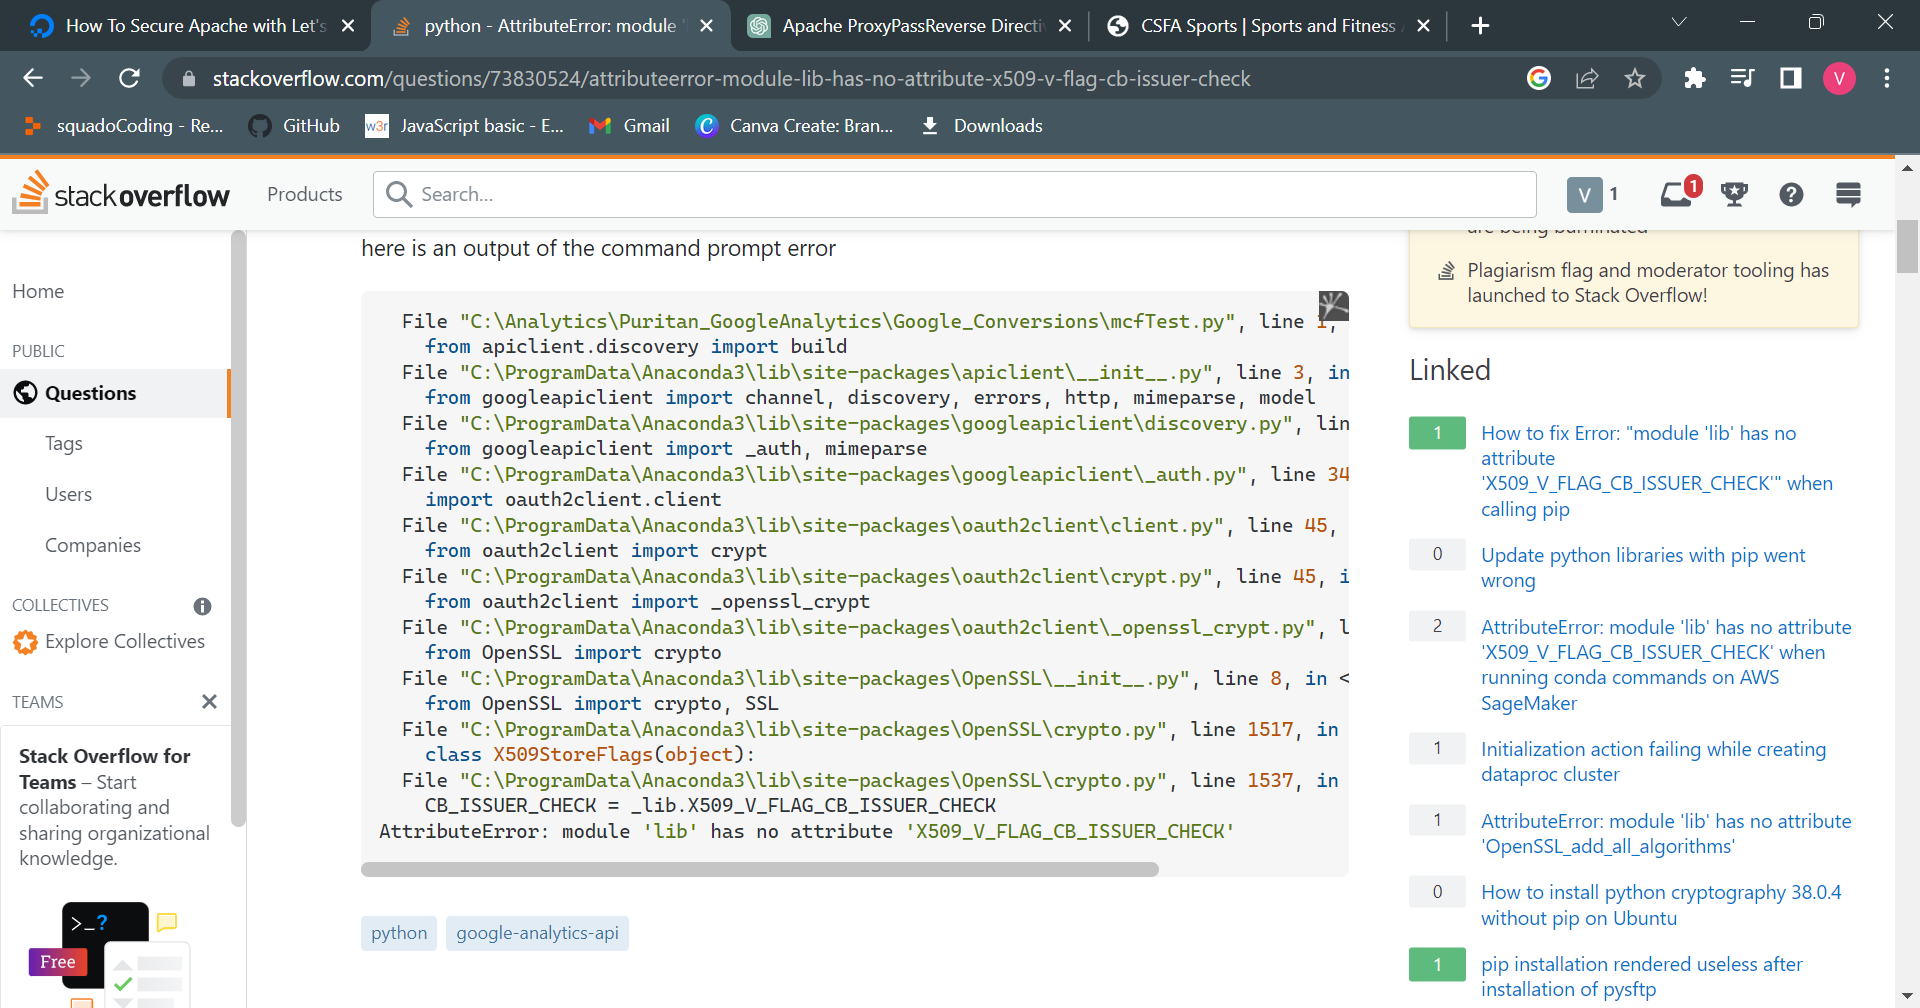 How To Secure Apache with Let's
python - AttributeError: module '
Apache ProxyPassReverse Directi
CSFA Sports | Sports and Fitness
stackoverflow.com/questions/73830524/attributeerror-module-lib-has-no-attribute-x509-v-flag-cb-issuer-check
V
squadoCoding - Re...
GitHub
w3r
JavaScript basic - E...
Gmail
Canva Create: Bran...
Downloads
stackoverflow
Products
Search...
V
1
1
Home
PUBLIC
Questions
Tags
Users
Companies
COLLECTIVES
Explore Collectives
TEAMS
Stack Overflow for
Teams – Start
collaborating and
sharing organizational
knowledge.
>_?
Free
here is an output of the command prompt error
File "C:\Analytics\Puritan_GoogleAnalytics\Google_Conversions\mcfTest.py", line 1,
from apiclient.discovery import build
File "C:\ProgramData\Anaconda3\lib\site-packages\apiclient\__init__.py", line 3, in
from googleapiclient import channel, discovery, errors, http, mimeparse, model
File "C:\ProgramData\Anaconda3\lib\site-packages\googleapiclient\discovery.py", lin
from googleapiclient import _auth, mimeparse
File "C:\ProgramData\Anaconda3\lib\site-packages\googleapiclient\_auth.py", line 34
import oauth2client.client
File "C:\ProgramData\Anaconda3\lib\site-packages\oauth2client\client.py", line 45,
from oauth2client import crypt
File "C:\ProgramData\Anaconda3\lib\site-packages\oauth2client\crypt.py", line 45, i
from oauth2client import _openssl_crypt
File "C:\ProgramData\Anaconda3\lib\site-packages\oauth2client\_openssl_crypt.py", l
from OpenSSL import crypto
File "C:\ProgramData\Anaconda3\lib\site-packages\OpenSSL\__init__.py", line 8, in <
from OpenSSL import crypto, SSL
File "C:\ProgramData\Anaconda3\lib\site-packages\OpenSSL\crypto.py", line 1517, in
class X509StoreFlags(object):
File "C:\ProgramData\Anaconda3\lib\site-packages\OpenSSL\crypto.py", line 1537, in
CB_ISSUER_CHECK = _lib.X509_V_FLAG_CB_ISSUER_CHECK
AttributeError: module 'lib' has no attribute 'X509_V_FLAG_CB_ISSUER_CHECK'
python
google-analytics-api
are being burninated
Plagiarism flag and moderator tooling has
launched to Stack Overflow!
Linked
1
How to fix Error: "module 'lib' has no
attribute
'X509_V_FLAG_CB_ISSUER_CHECK'" when
calling pip
0
Update python libraries with pip went
wrong
2
AttributeError: module 'lib' has no attribute
'X509_V_FLAG_CB_ISSUER_CHECK' when
running conda commands on AWS
SageMaker
1
Initialization action failing while creating
dataproc cluster
1
AttributeError: module 'lib' has no attribute
'OpenSSL_add_all_algorithms'
0
How to install python cryptography 38.0.4
without pip on Ubuntu
1
pip installation rendered useless after
installation of pysftp